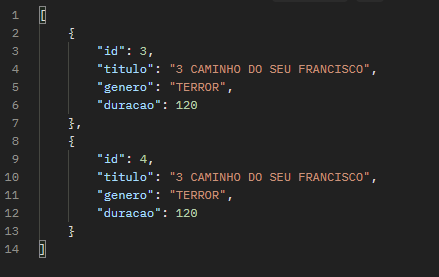 1 [
2 {
3 "id": 3,
4 "titulo": "3 CAMINHO DO SEU FRANCISCO",
5 "genero": "TERROR",
6 "duracao": 120
7 },
8 {
9 "id": 4,
10 "titulo": "3 CAMINHO DO SEU FRANCISCO",
11 "genero": "TERROR",
12 "duracao": 120
13 }
14 ]